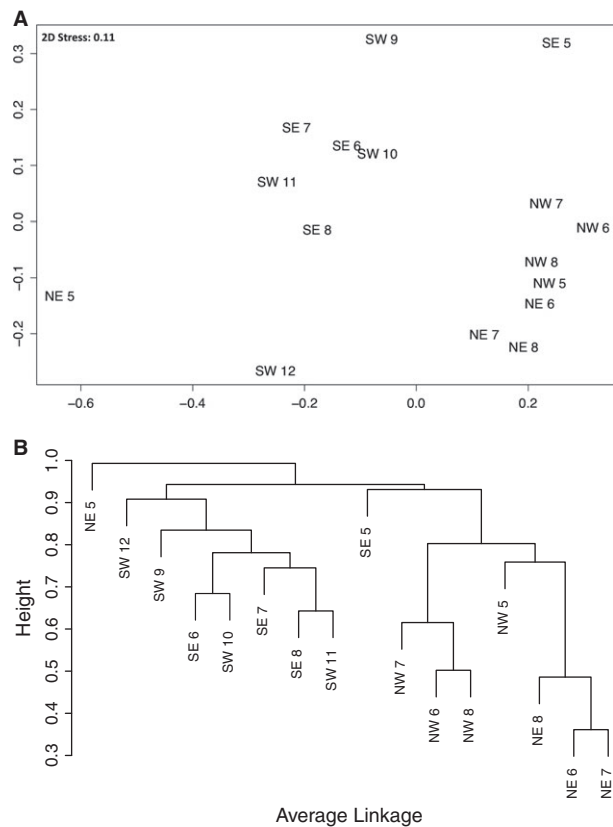 A
2D Stress: 0.11
SW 9
SE 5
SE 7
SE 6
SW 10
SW 11
SE 8
NW 7
NW 6
NW 8
NW 5
NE 5
NE 6
NE 7
NE 8
SW 12
0.3
0.2
0.1
0.0
−0.1
−0.2
−0.6
−0.4
−0.2
0.0
0.2
B
Height
1.0
0.9
0.8
0.7
0.6
0.5
0.4
0.3
NE 5
SW 12
SW 9
SE 6
SW 10
SE 7
SE 8
SW 11
SE 5
NW 7
NW 6
NW 8
NW 5
NE 8
NE 6
NE 7
Average Linkage